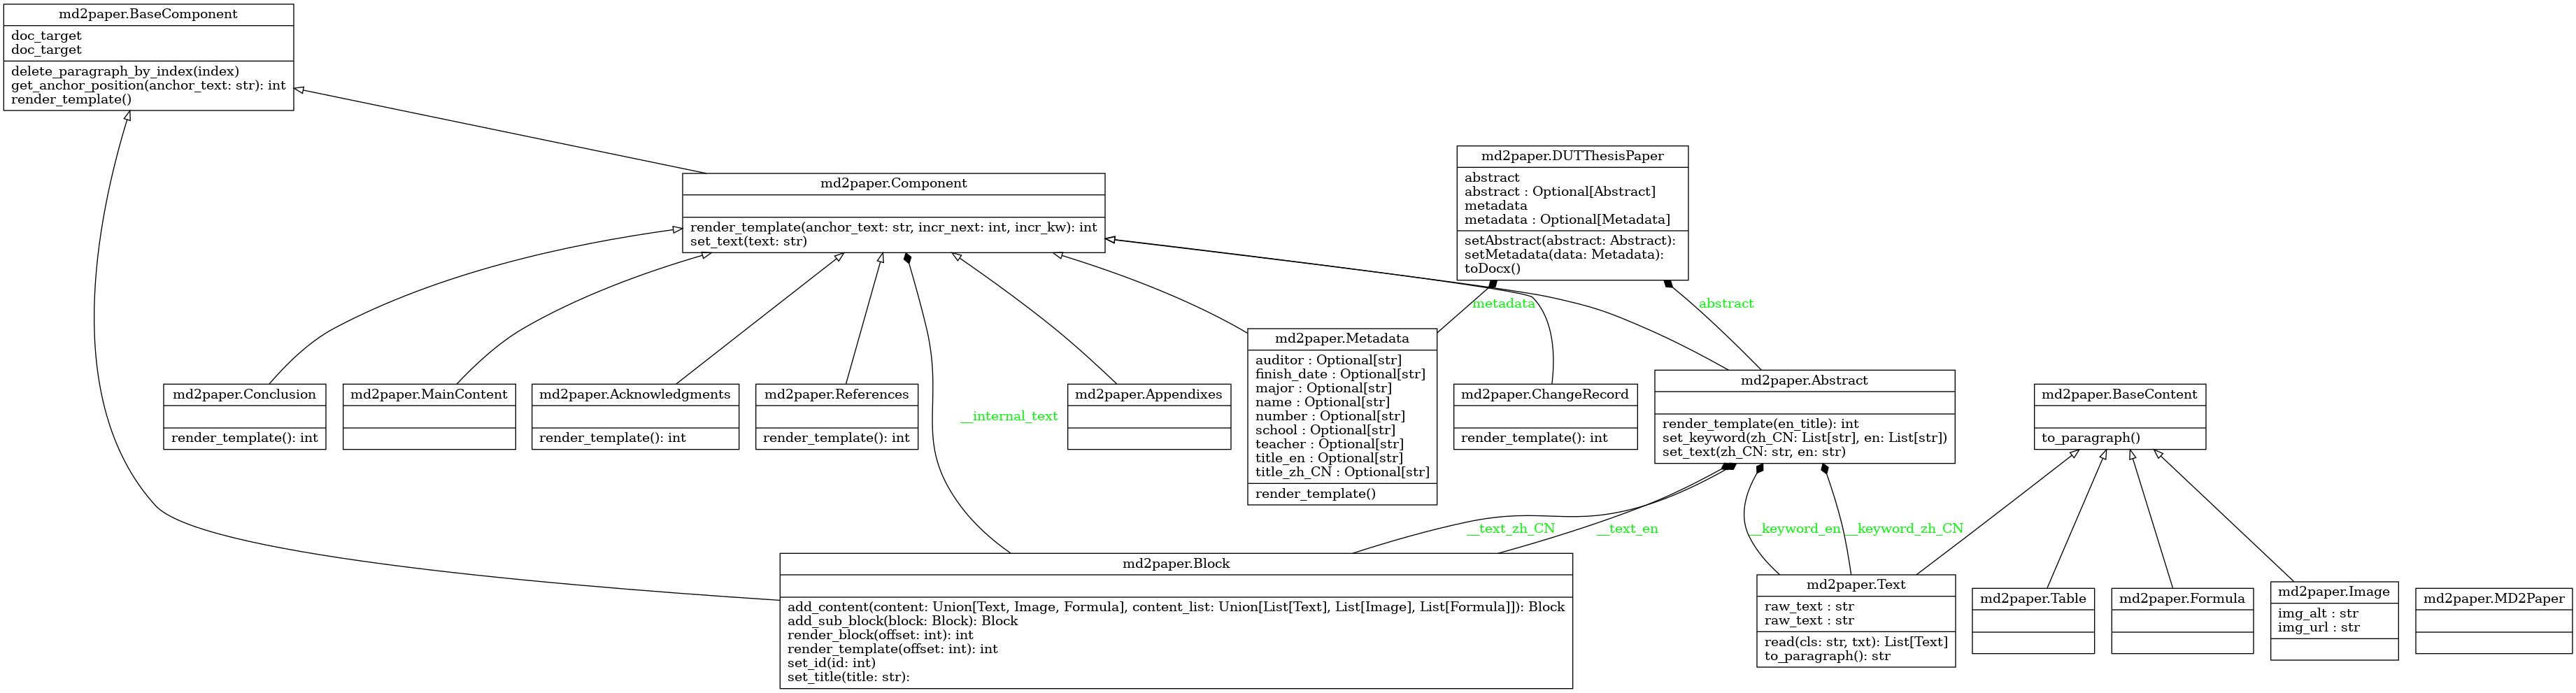 md2paper.BaseComponent
doc_target
doc_target
delete_paragraph_by_index(index)
get_anchor_position(anchor_text: str): int
render_template()
md2paper.DUTThesisPaper
abstract
abstract : Optional[Abstract]
metadata
metadata : Optional[Metadata]
setAbstract(abstract: Abstract):
setMetadata(data: Metadata):
toDocx()
md2paper.Component
render_template(anchor_text: str, incr_next: int, incr_kw): int
set_text(text: str)
metadata
abstract
md2paper.Conclusion
render_template(): int
md2paper.MainContent
md2paper.Acknowledgments
render_template(): int
md2paper.References
render_template(): int
__internal_text
md2paper.Appendixes
md2paper.Metadata
auditor : Optional[str]
finish_date : Optional[str]
major : Optional[str]
name : Optional[str]
number : Optional[str]
school : Optional[str]
teacher : Optional[str]
title_en : Optional[str]
title_zh_CN : Optional[str]
render_template()
md2paper.ChangeRecord
render_template(): int
md2paper.Abstract
render_template(en_title): int
set_keyword(zh_CN: List[str], en: List[str])
set_text(zh_CN: str, en: str)
md2paper.BaseContent
to_paragraph()
__text_zh_CN
__text_en
__keyword_en
__keyword_zh_CN
md2paper.Block
add_content(content: Union[Text, Image, Formula], content_list: Union[List[Text], List[Image], List[Formula]]): Block
add_sub_block(block: Block): Block
render_block(offset: int): int
render_template(offset: int): int
set_id(id: int)
set_title(title: str):
md2paper.Text
raw_text : str
raw_text : str
read(cls: str, txt): List[Text]
to_paragraph(): str
md2paper.Table
md2paper.Formula
md2paper.Image
img_alt : str
img_url : str
md2paper.MD2Paper